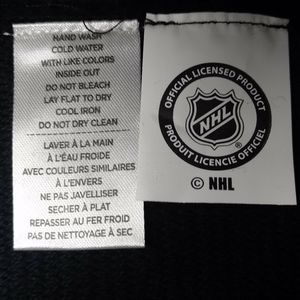 HAND WASH
COLD WATER
WITH LIKE COLORS
INSIDE OUT
DO NOT BLEACH
LAY FLAT TO DRY
COOL IRON
DO NOT DRY CLEAN
LAVER À LA MAIN
À L'ÉAU FROIDE
AVEC COULEURS SIMILAIRES
À L'ENVERS
NE PAS JAVELLISER
SECHER À PLAT
REPASSER AU FER FROID
PAS DE NETTOYAGE À SEC
OFFICIAL LICENSED PRODUCT
NHL
®
PRODUIT LICENCIE OFFICIEL
© NHL